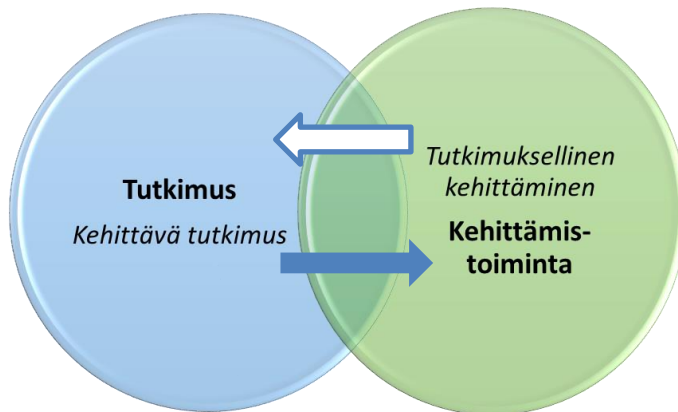 Tutkimus
Kehittävä tutkimus
Tutkimuksellinen
kehittäminen
Kehittämis-
toiminta